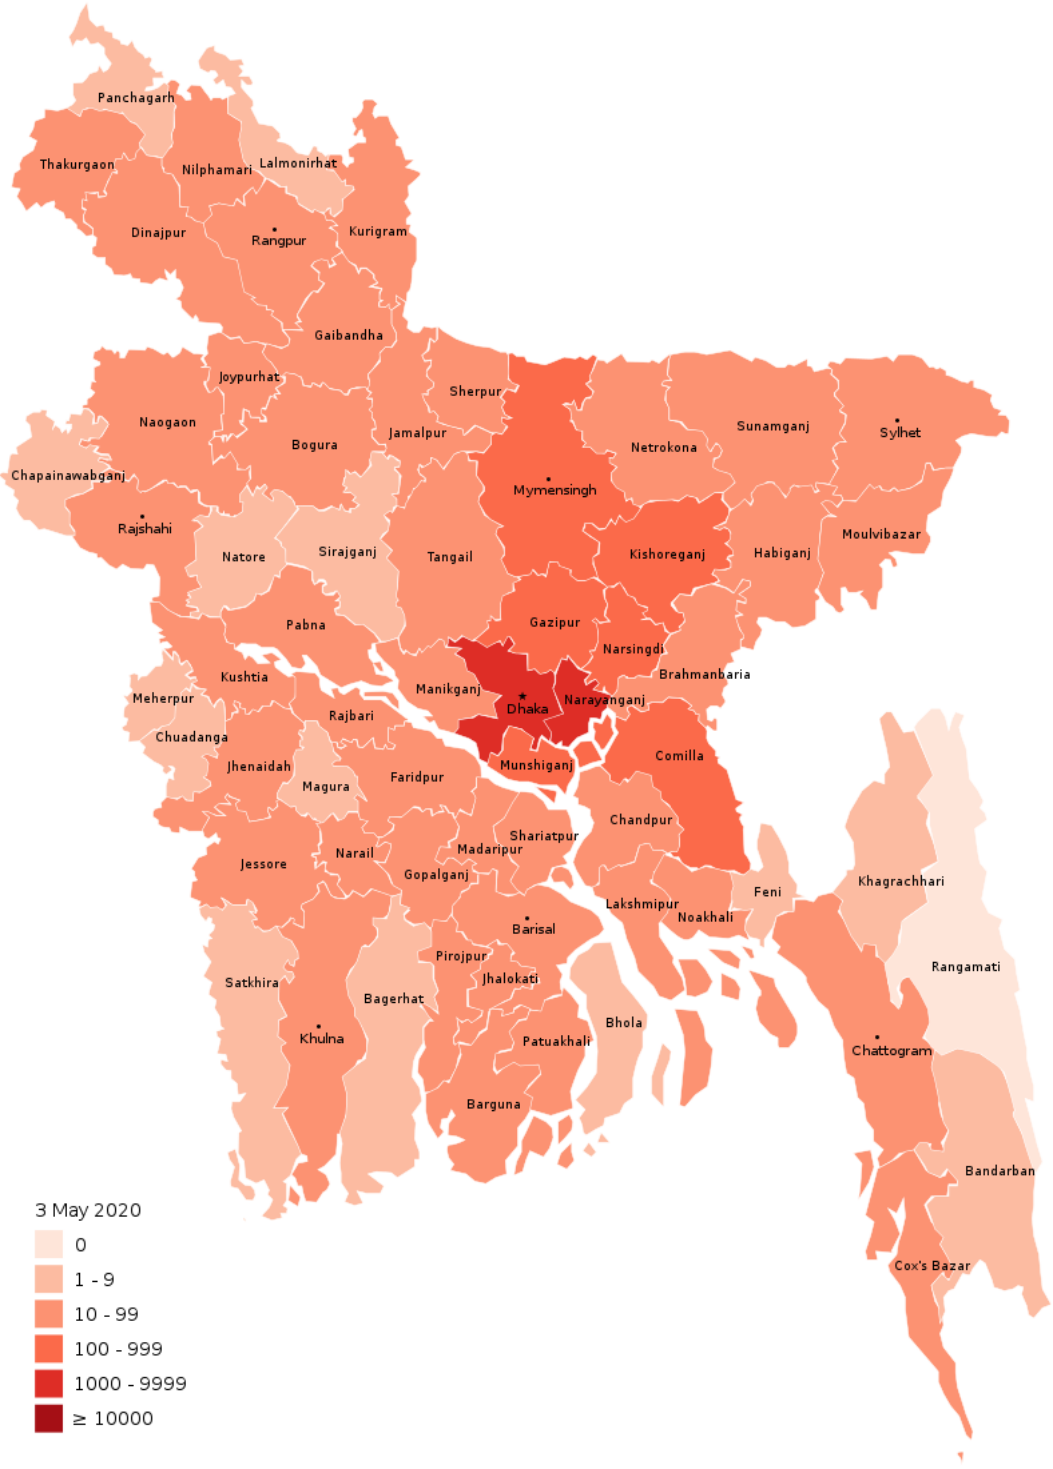 Panchagarh
Thakurgaon
Nilphamari
Lalmonirhat
Dinajpur
Rangpur
Kurigram
Gaibandha
Joypurhat
Sherpur
Naogaon
Bogura
Jamalpur
Netrokona
Sunamganj
Sylhet
Chapainawabganj
Rajshahi
Mymensingh
Natore
Sirajganj
Tangail
Kishoreganj
Habiganj
Moulvibazar
Pabna
Gazipur
Narsingdi
Kushtia
Brahmanbaria
Meherpur
Manikganj
Dhaka
Narayanganj
Chuadanga
Rajbari
Jhenaidah
Magura
Faridpur
Munshiganj
Comilla
Chandpur
Jessore
Narail
Madaripur
Shariatpur
Gopalganj
Lakshmipur
Noakhali
Feni
Khagrachhari
Barisal
Pirojpur
Rangamati
Satkhira
Bagerhat
Jhalokati
Khulna
Patuakhali
Bhola
Chattogram
Barguna
Bandarban
Cox's Bazar
3 May 2020
0
1 - 9
10 - 99
100 - 999
1000 - 9999
≥ 10000